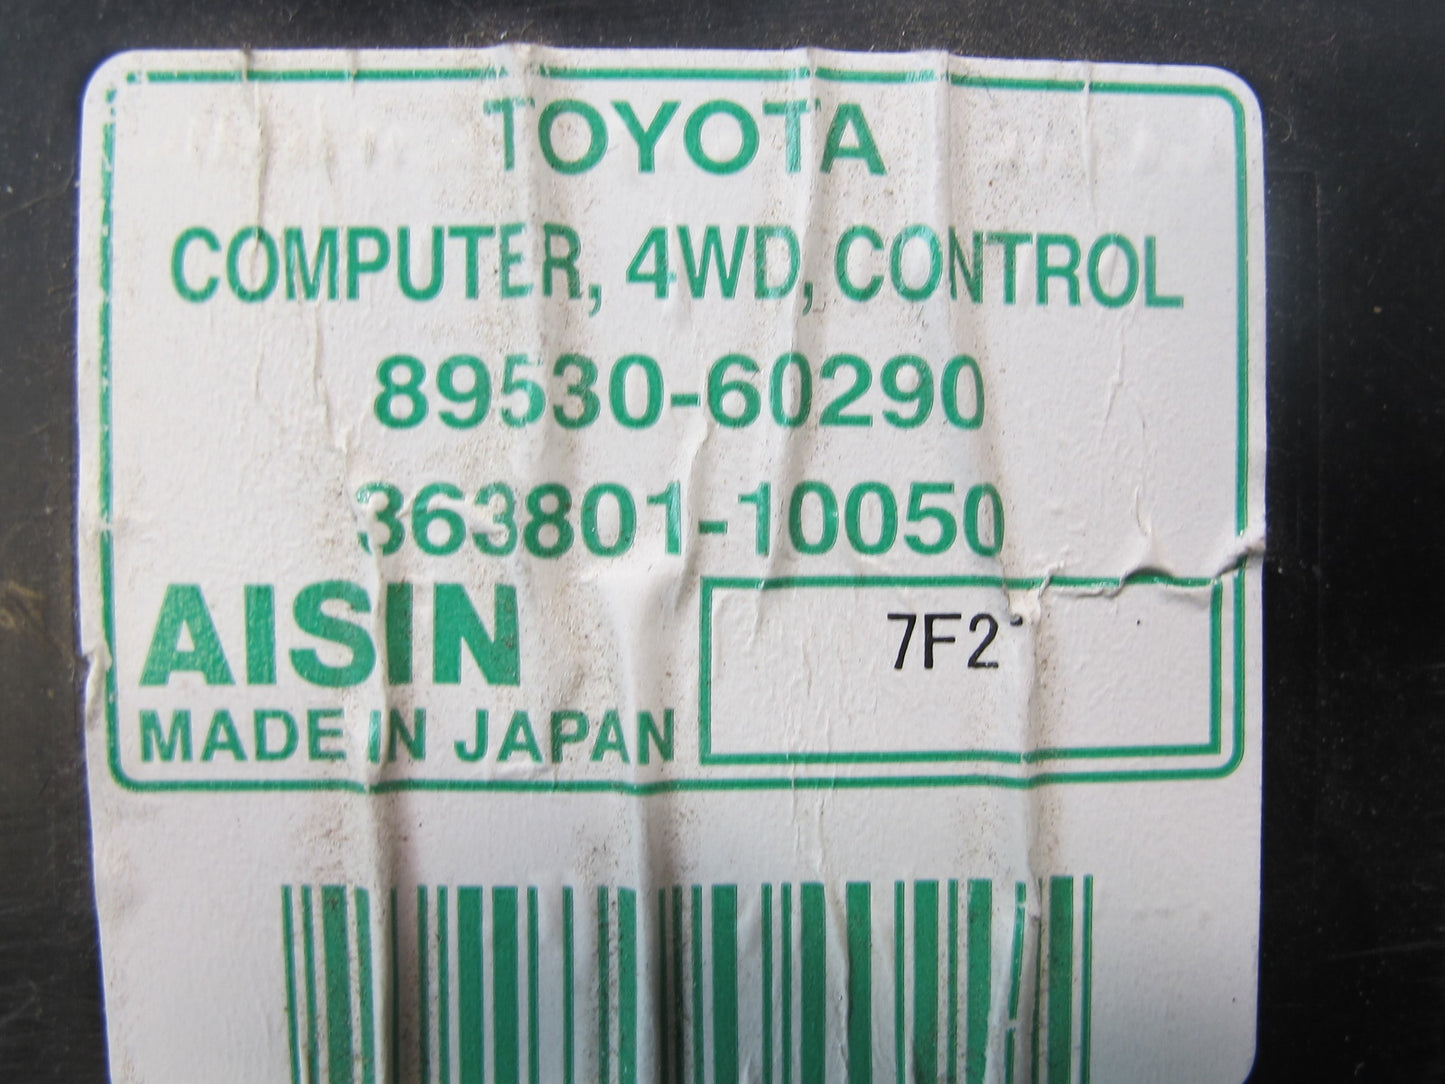 TOYOTA
COMPUTER, 4WD, CONTROL
89530-60290
363801-10050
AISIN
MADE IN JAPAN
7F2